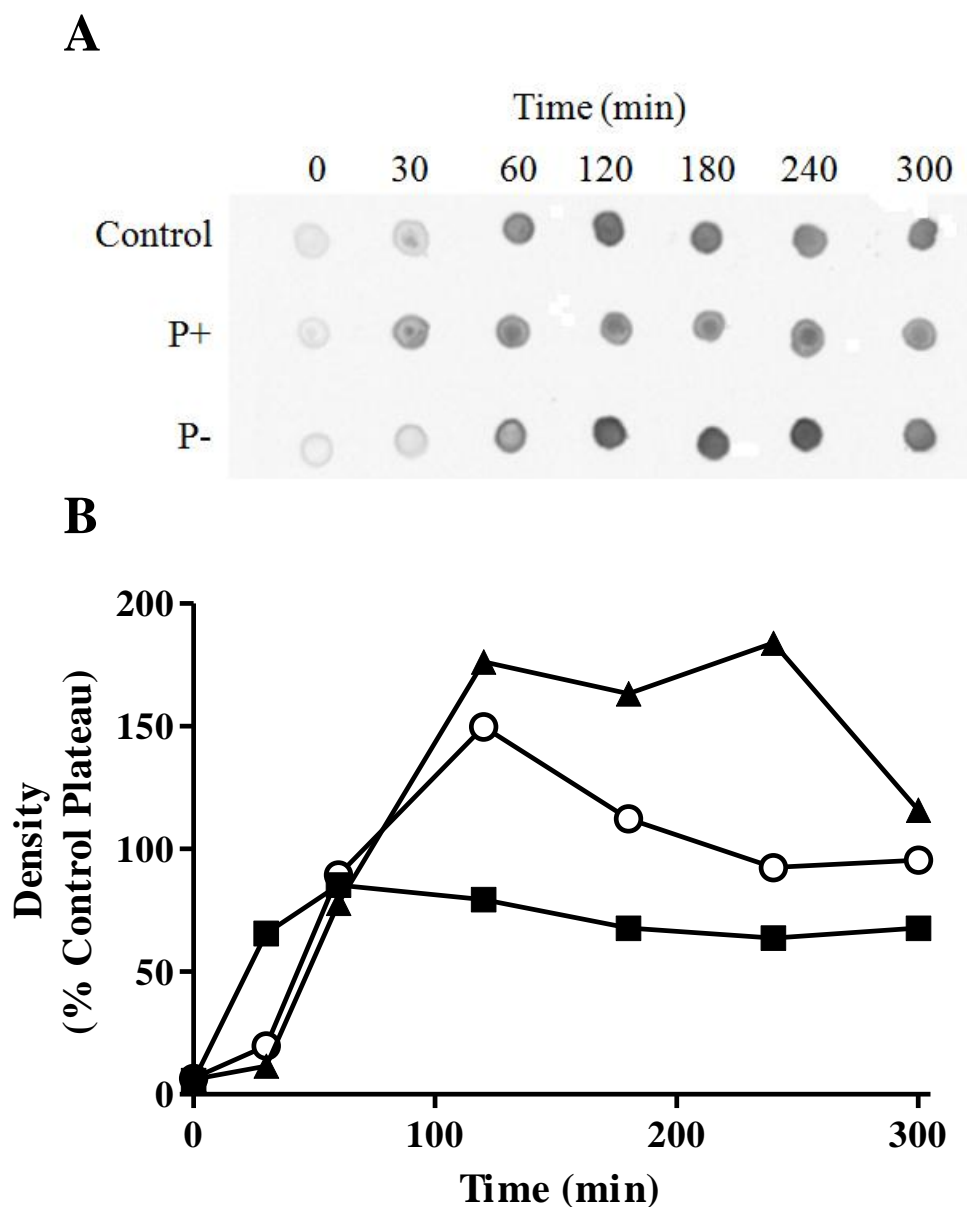 A
Time (min)
0 30 60 120 180 240 300
Control
P+
P-
B
200
150
100
50
0
Density
(% Control Plateau)
0 100 200 300
Time (min)